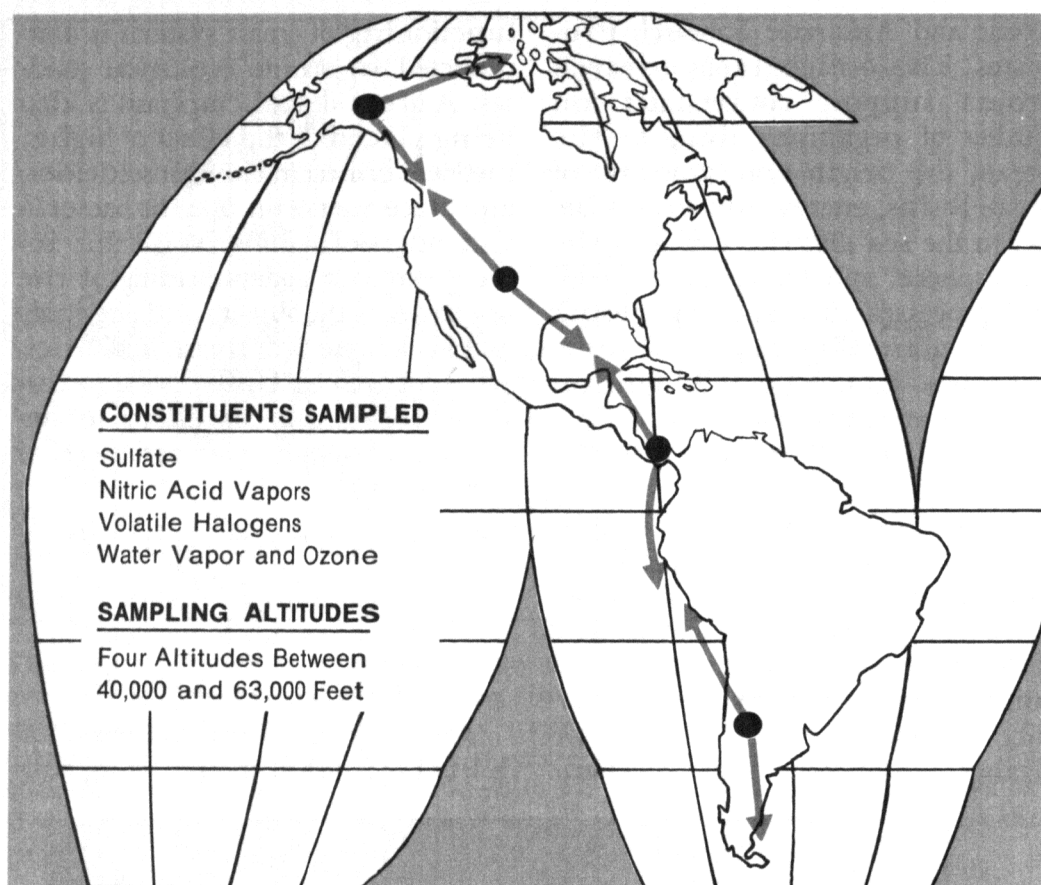 CONSTITUENTS SAMPLED
Sulfate
Nitric Acid Vapors
Volatile Halogens
Water Vapor and Ozone
SAMPLING ALTITUDES
Four Altitudes Between
40,000 and 63,000 Feet